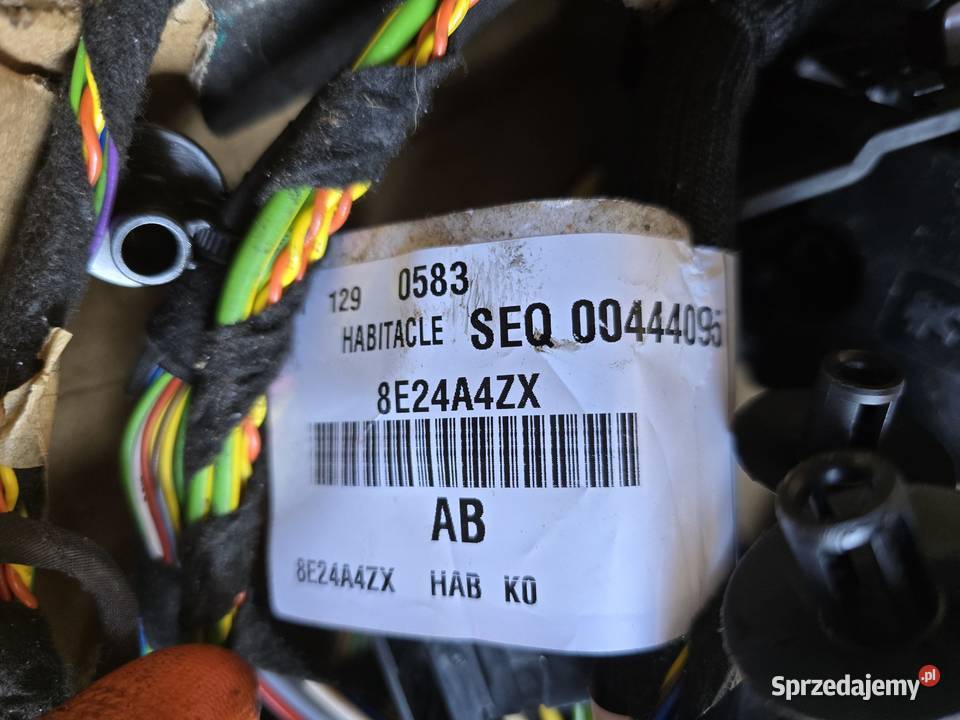 129 0583
HABITACLE SEQ 00444095
8E24A4ZX
AB
8E24A4ZX HAB K0
Sprzedajemy.pl